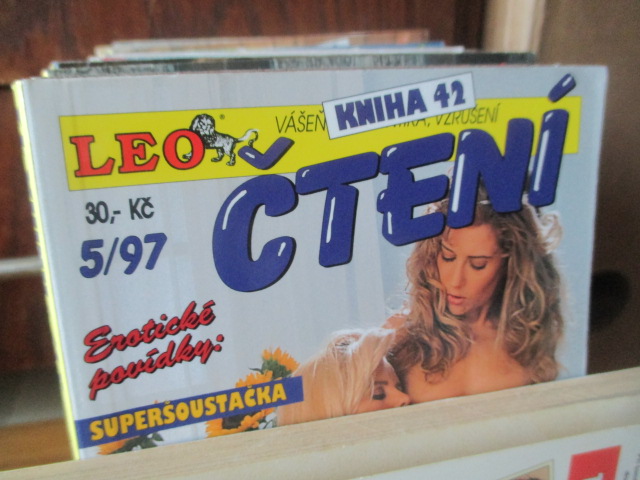 KNIHA 42
VÁŠEŇ VZRUŠENÍ
LEO
ČTENÍ
30,- Kč
5/97
Erotické
povídky:
SUPERŠOUSTAČKA